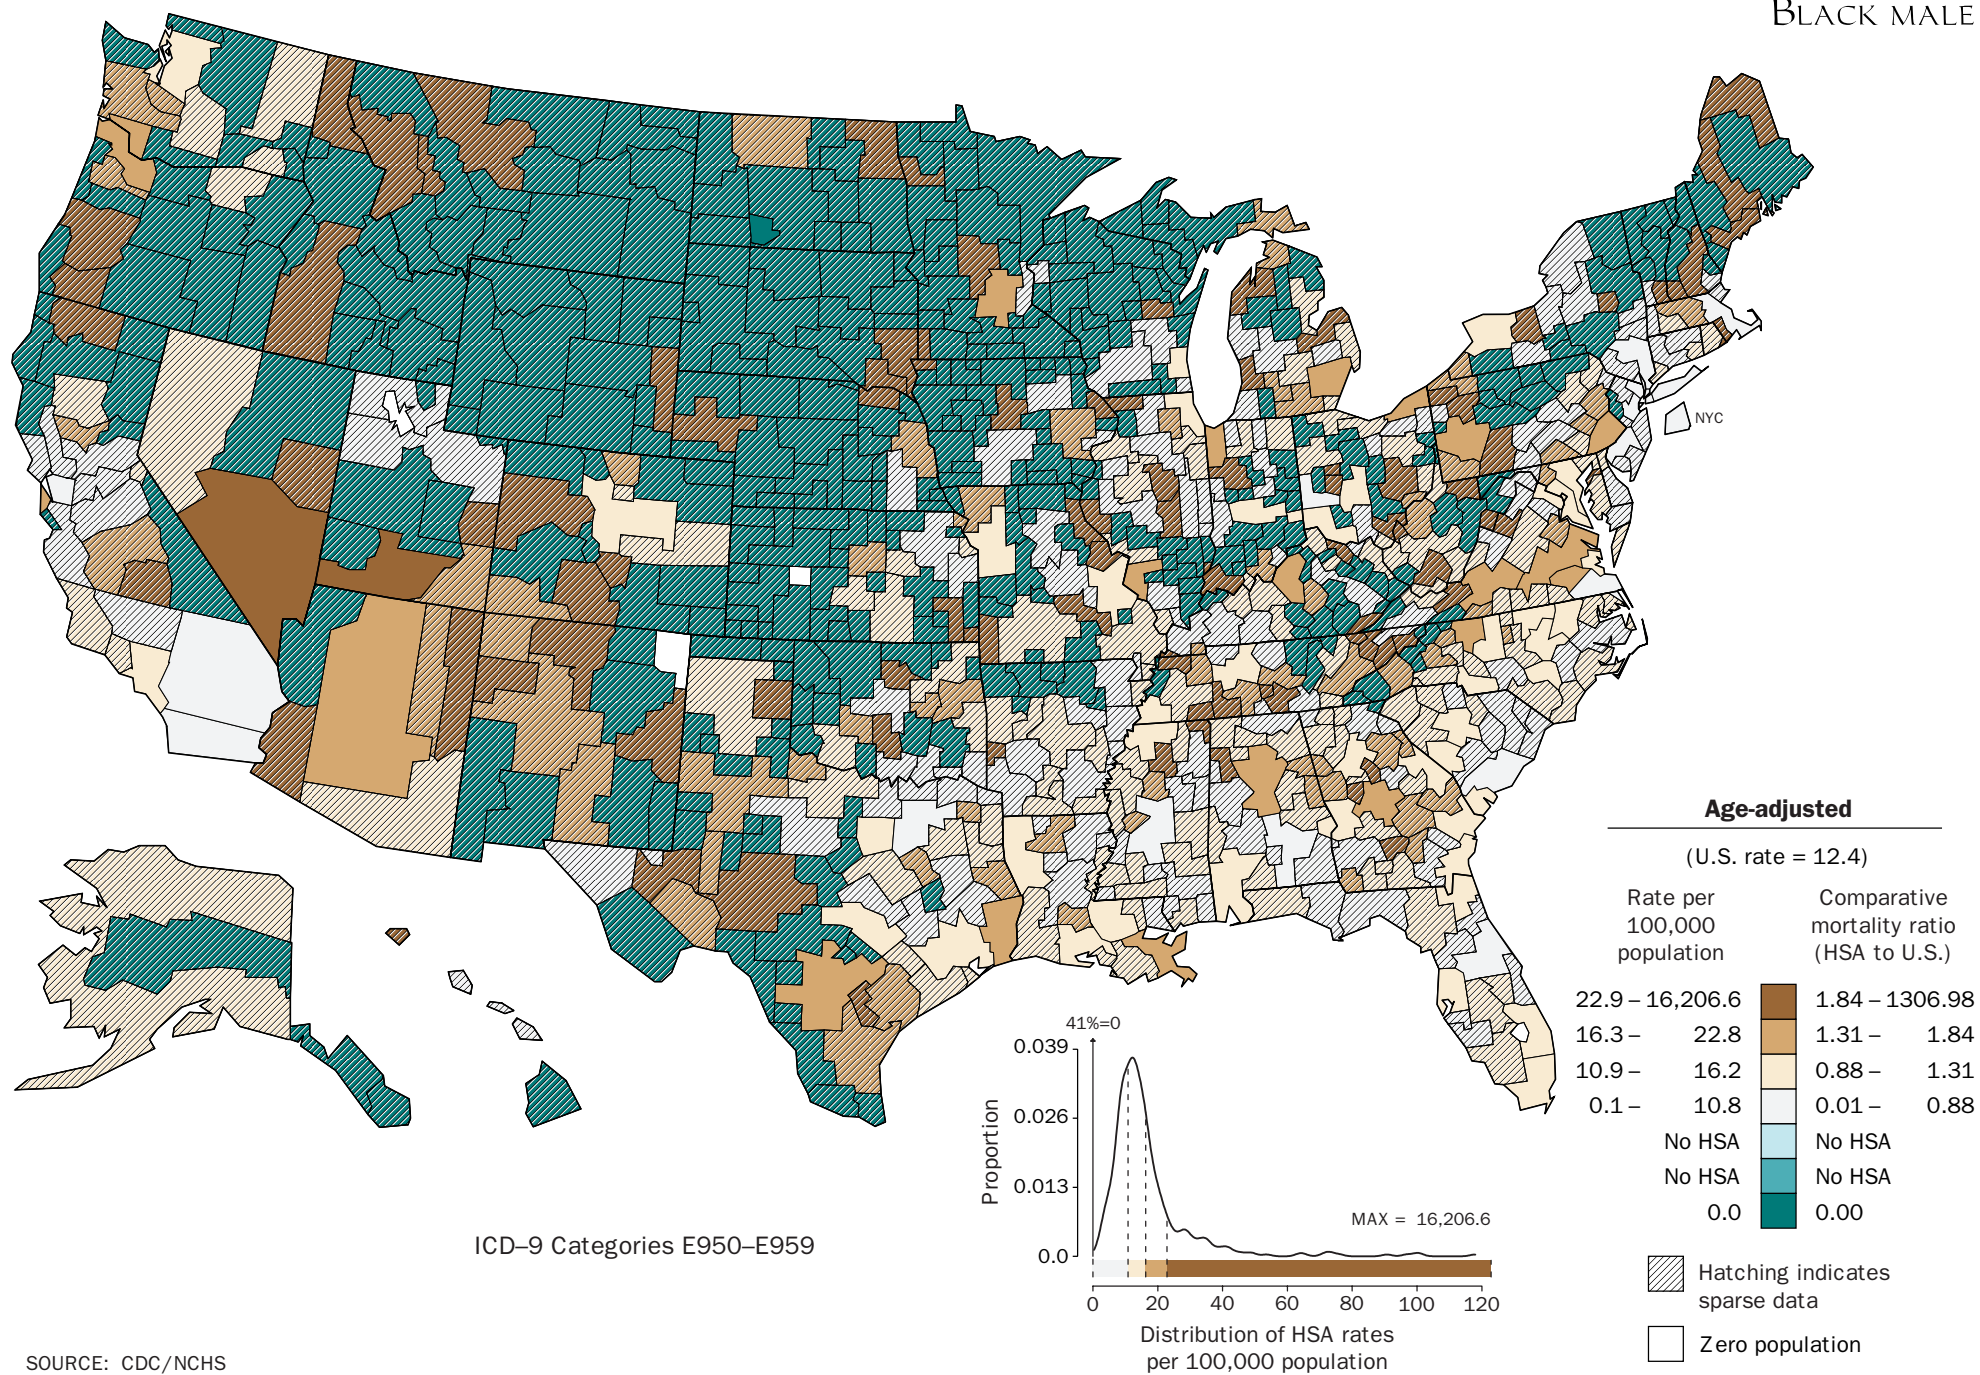 BLACK MALE
NYC
Age-adjusted
(U.S. rate = 12.4)
Rate per 100,000 population
Comparative mortality ratio (HSA to U.S.)
22.9 – 16,206.6 1.84 – 1306.98
16.3 – 22.8 1.31 – 1.84
10.9 – 16.2 0.88 – 1.31
0.1 – 10.8 0.01 – 0.88
No HSA No HSA
No HSA No HSA
0.0 0.00
Hatching indicates
sparse data
Zero population
41%=0
0.039
0.026
0.013
0.0
Proportion
MAX = 16,206.6
0 20 40 60 80 100 120
Distribution of HSA rates
per 100,000 population
ICD–9 Categories E950–E959
SOURCE: CDC/NCHS